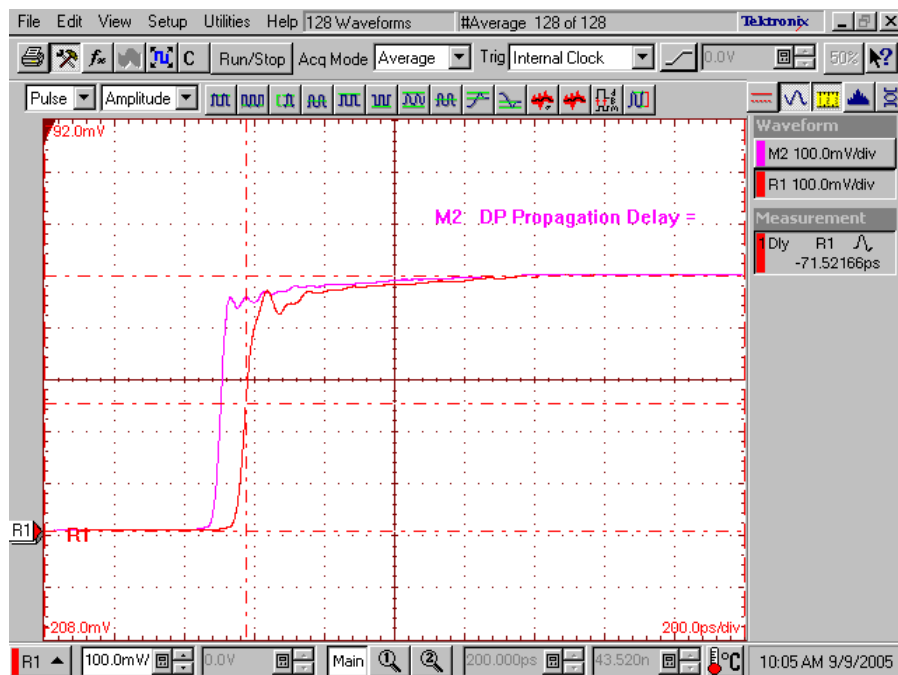 File Edit View Setup Utilities Help 128 Waveforms #Average 128 of 128 Tektronix
C Run/Stop Acq Mode Average Trig Internal Clock 0.0V 50%
Pulse Amplitude
92.0mV
Waveform
M2 100.0mV/div
R1 100.0mV/div
M2 DP Propagation Delay =
Measurement
1 Dly R1
-71.52166ps
R1
R1
208.0mV
200.0ps/div
R1 100.0mV/ 0.0V Main 1 2 200.000ps 43.520n °C 10:05 AM 9/9/2005